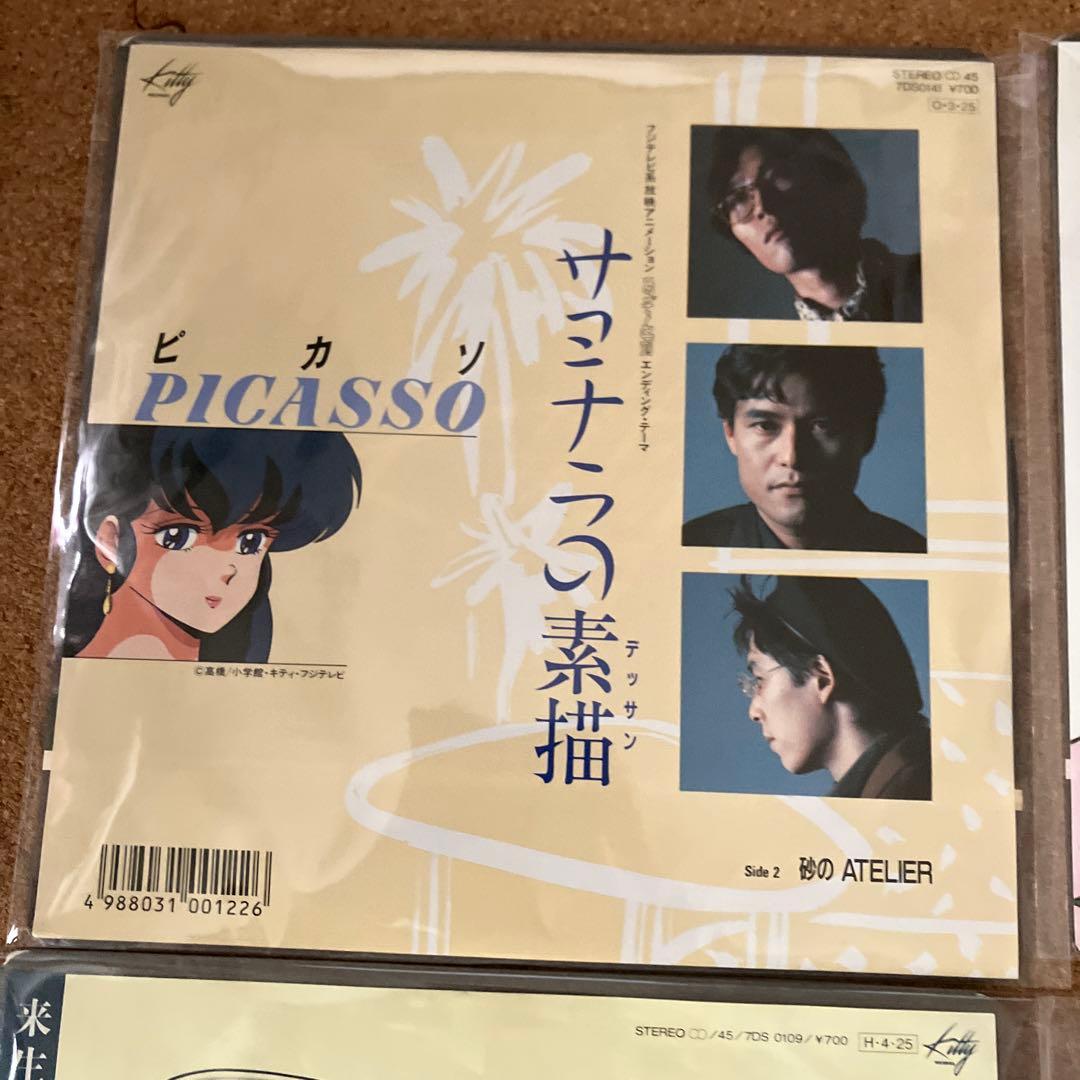 Kitty
STEREO ㏅ 45
7DS0141 ¥700
O・3・25
フジテレビ系放映アニメーション
エンディング・テーマ
サヨナラの素描
デッサン
ピカソ
PICASSO
©高橋/小学館・キティ・フジテレビ
4 988031 001226
Side 2 砂の ATELIER
来生
STEREO /45/7DS 0109/¥700
H・4・25
Kitty